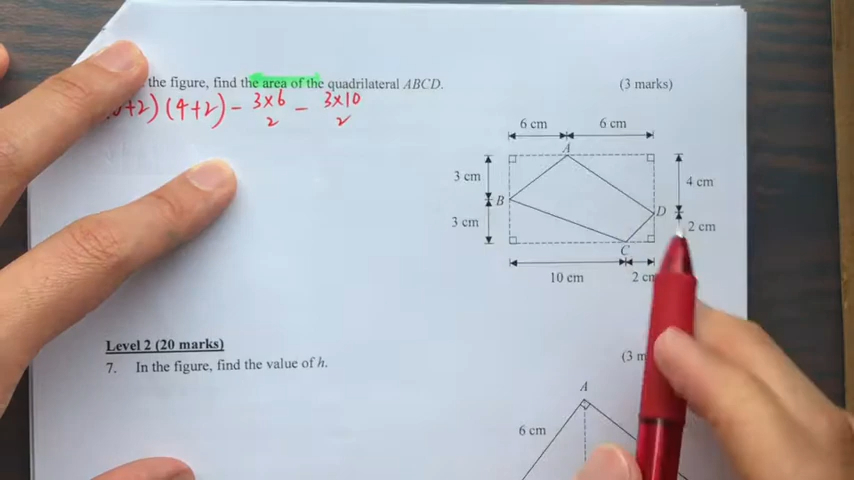 the figure, find the area of the quadrilateral ABCD. (3 marks)
+2) (4+2) - 3×6/2 - 3×10/2
6 cm 6 cm
A
3 cm
4 cm
B
D
3 cm
2 cm
C
10 cm
2 cm
Level 2 (20 marks)
7. In the figure, find the value of h.
(3 m
A
6 cm